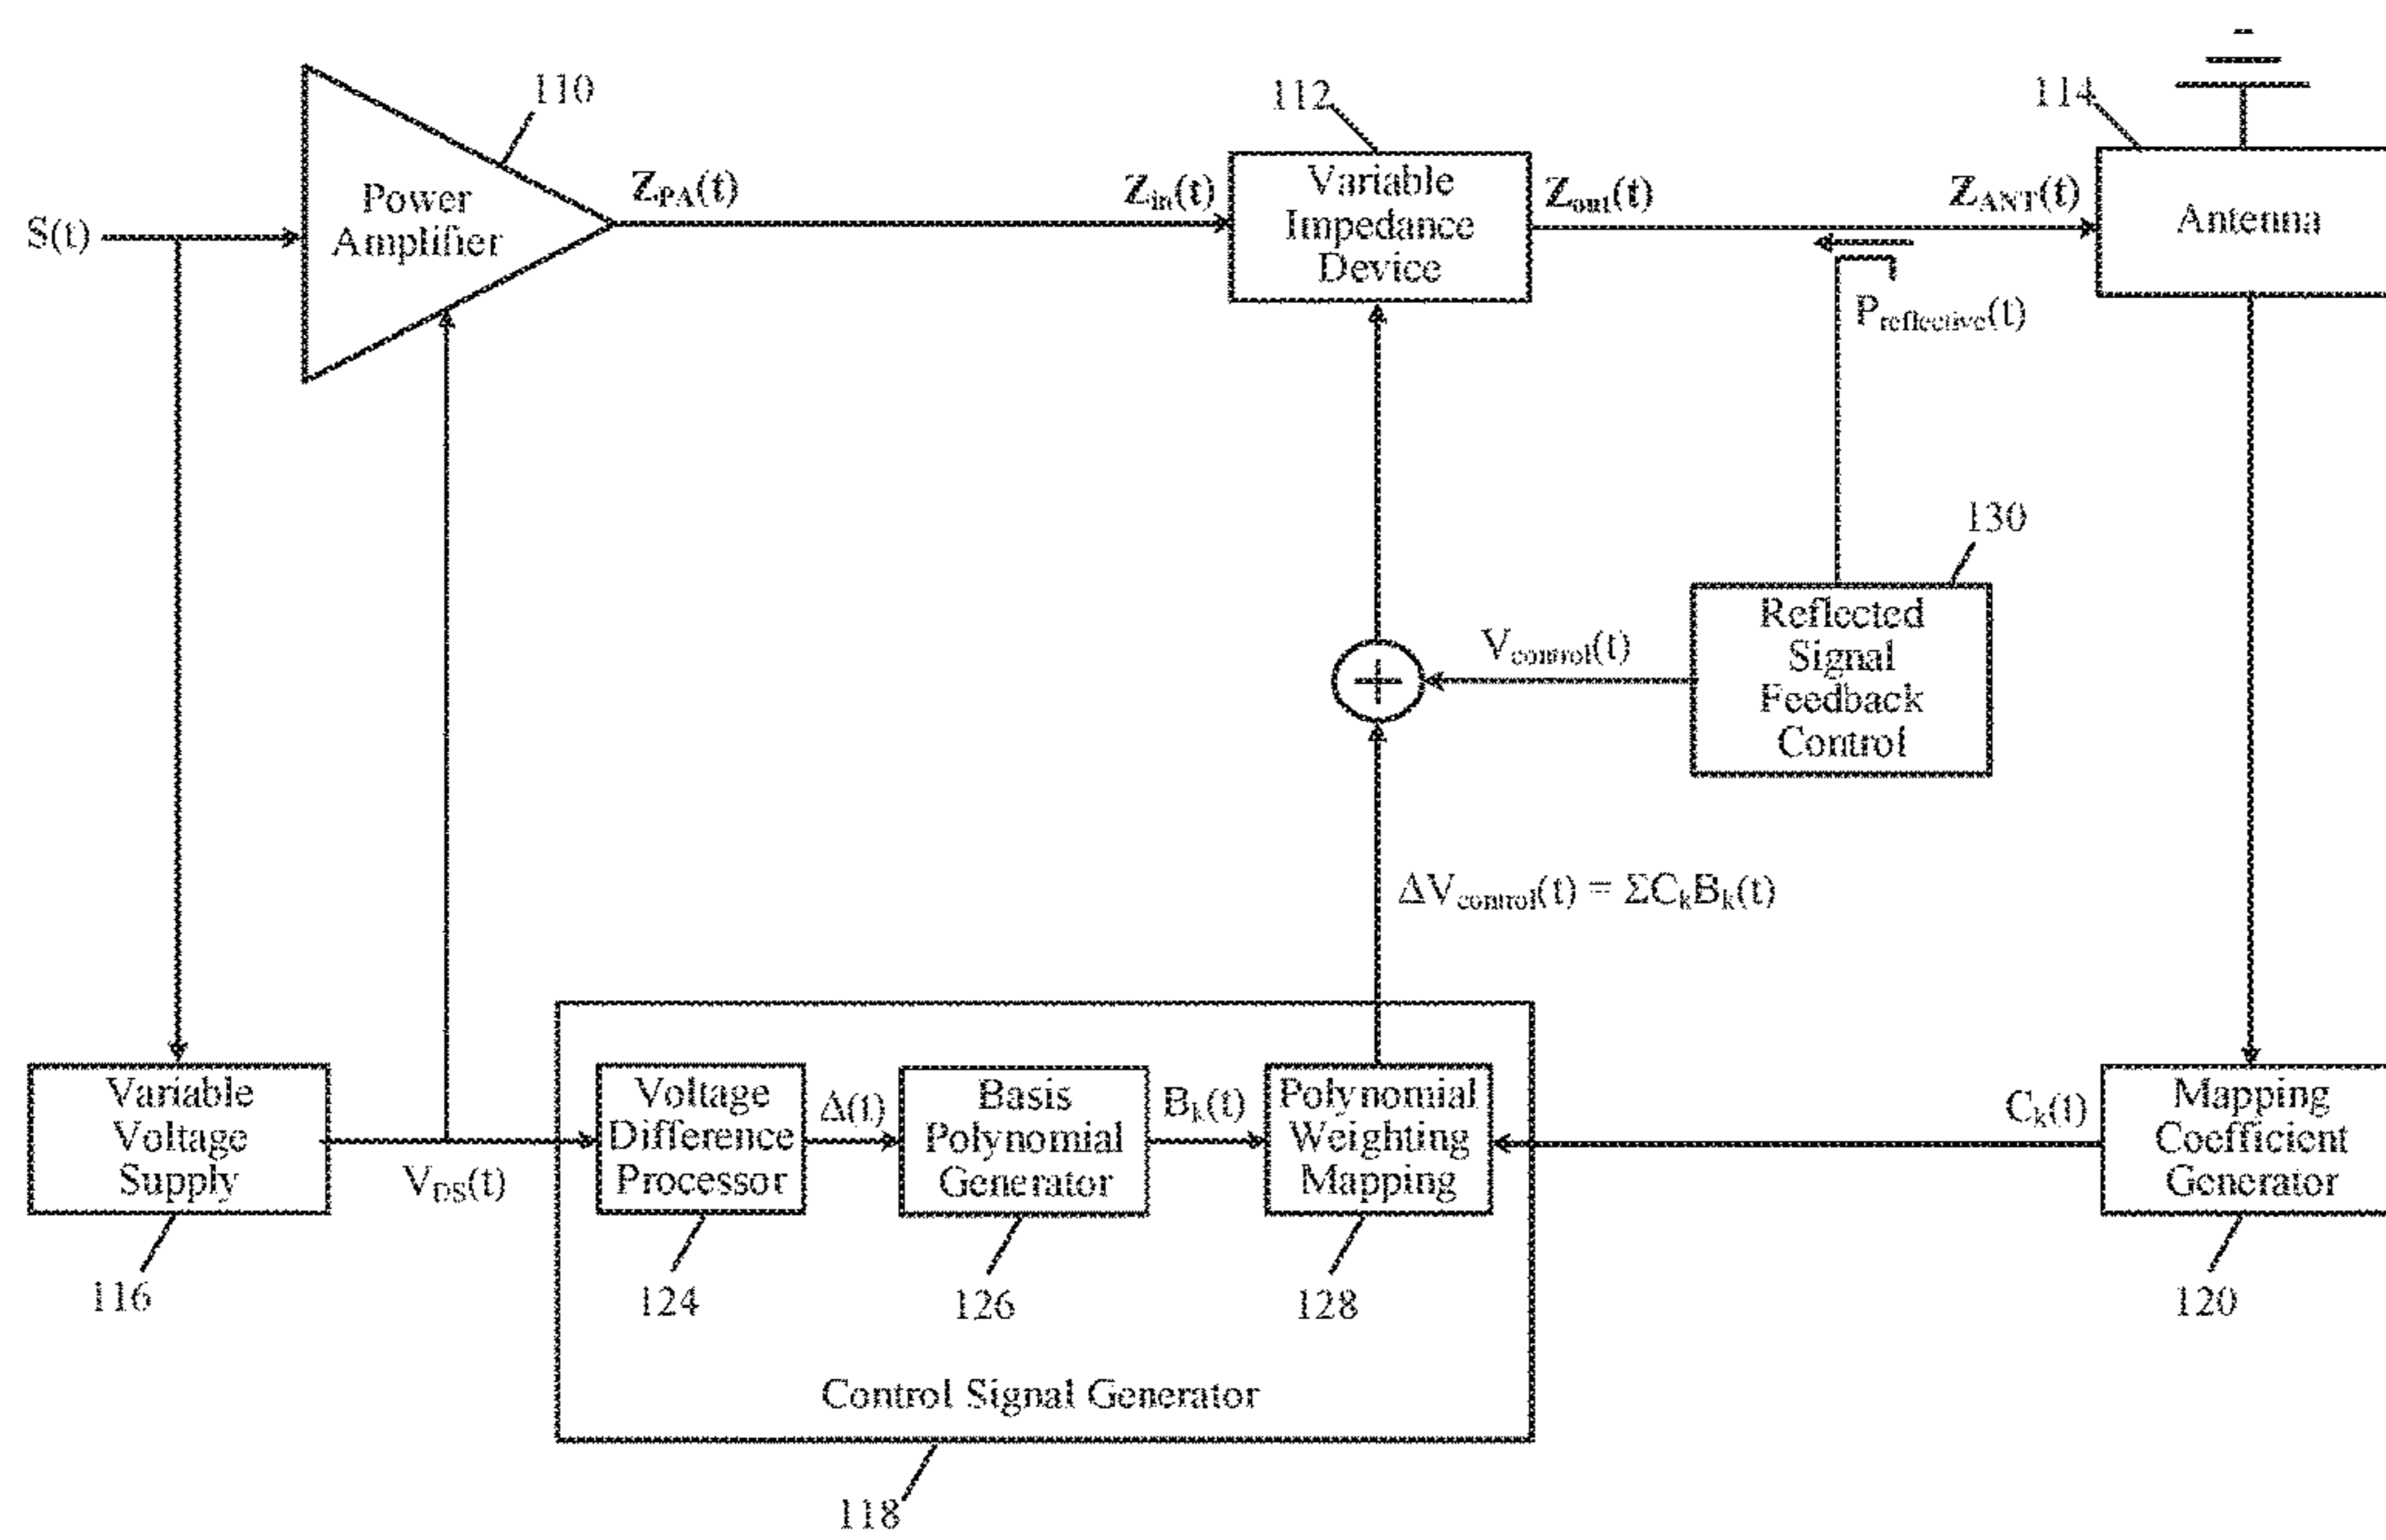 110
112
114
S(t)
Power
Amplifier
Z_PA(t)
Z_in(t)
Variable
Impedance
Device
Z_out(t)
Z_ANT(t)
Antenna
P_reflective(t)
130
Reflected
Signal
Feedback
Control
V_control(t)
+
ΔV_control(t) = ΣC_kB_k(t)
Variable
Voltage
Supply
V_DS(t)
Voltage
Difference
Processor
Δ(t)
Basis
Polynomial
Generator
B_k(t)
Polynomial
Weighting
Mapping
C_k(t)
Mapping
Coefficient
Generator
116
124
126
128
120
Control Signal Generator
118